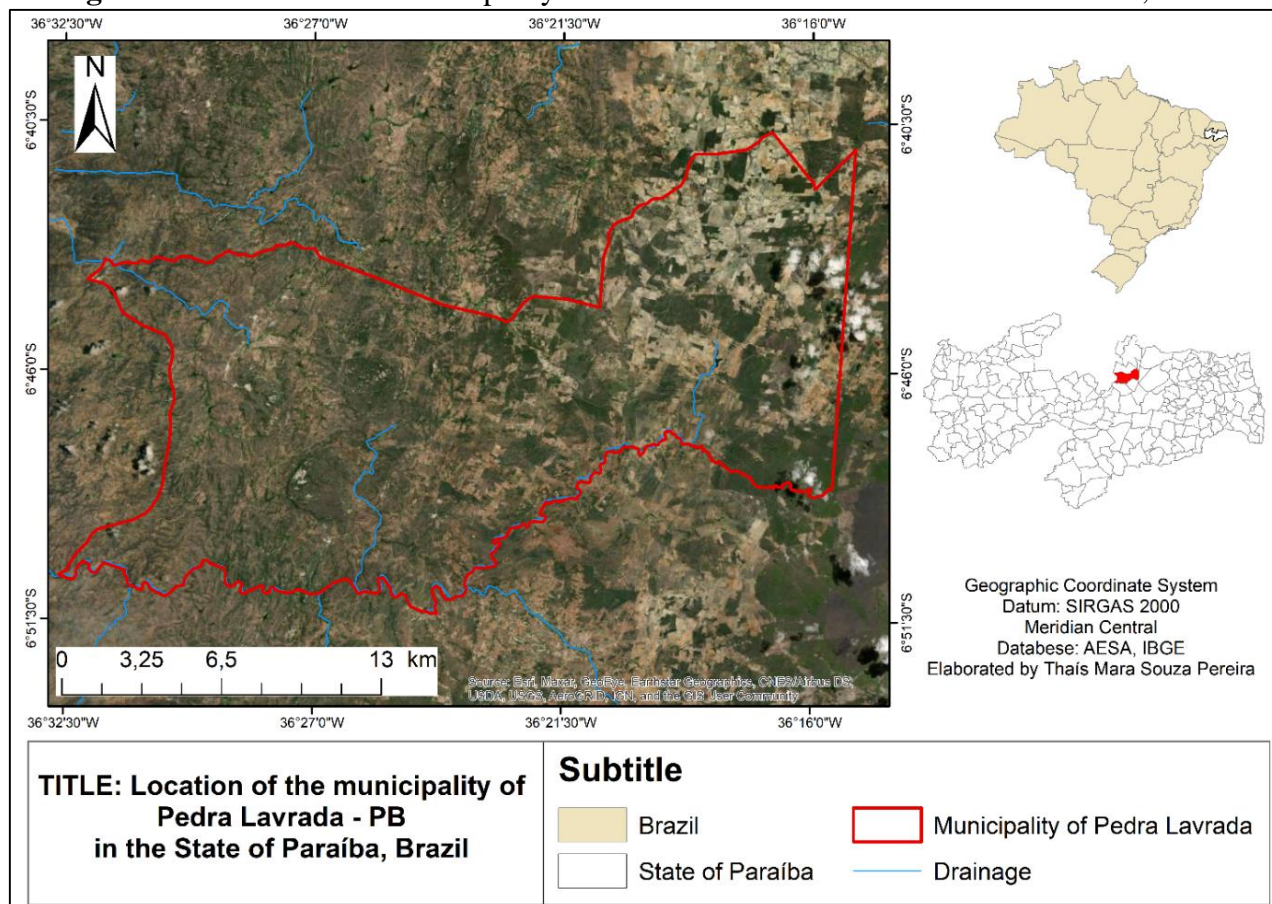 36°32'30"W 36°27'0"W 36°21'30"W 36°16'0"W
N
6°40'30"S 6°40'30"S
6°46'0"S 6°46'0"S
6°51'30"S 6°51'30"S
0 3,25 6,5 13 km
Source: Esri, Maxar, GeoEye, Earthstar Geographics, CNES/Airbus DS,
USDA, USGS, AeroGRID, IGN, and the GIS User Community
36°32'30"W 36°27'0"W 36°21'30"W 36°16'0"W
Geographic Coordinate System
Datum: SIRGAS 2000
Meridian Central
Databese: AESA, IBGE
Elaborated by Thaís Mara Souza Pereira
TITLE: Location of the municipality of
Pedra Lavrada - PB
in the State of Paraíba, Brazil
Subtitle
Brazil
State of Paraíba
Municipality of Pedra Lavrada
Drainage